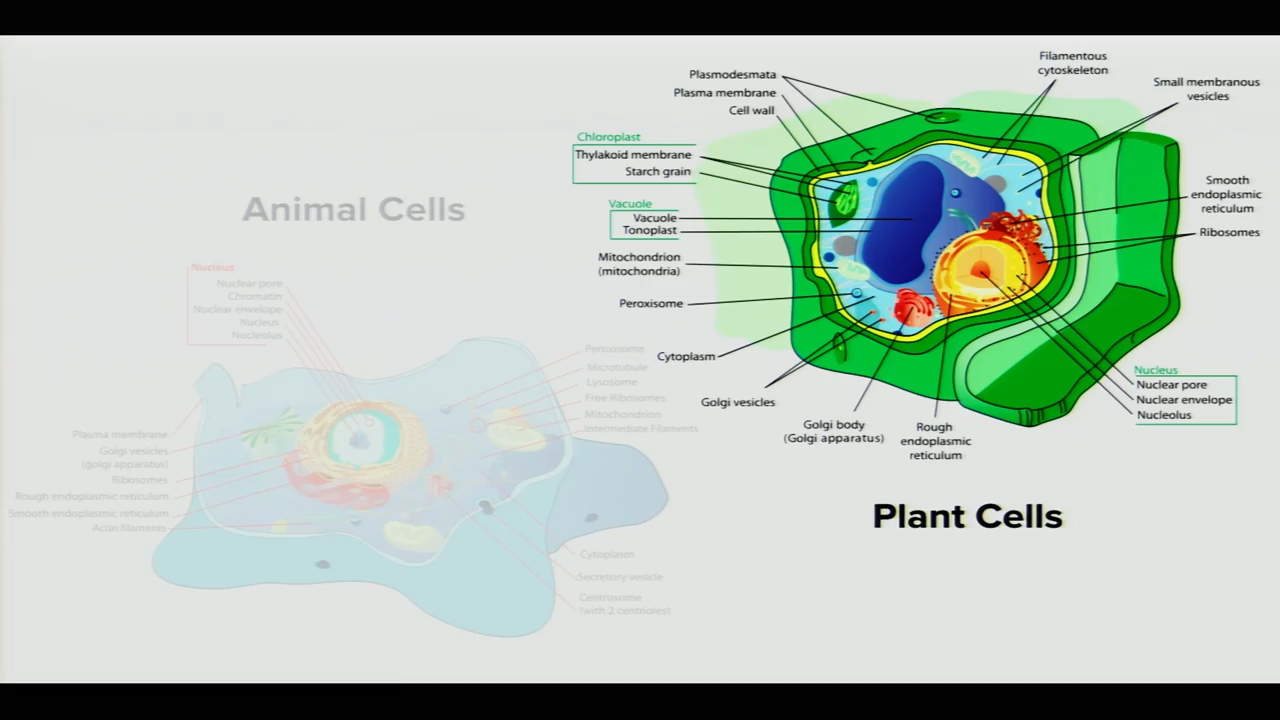 Animal Cells
Nucleus
Nuclear pore
Chromatin
Nuclear envelope
Nucleus
Nucleolus
Plasma membrane
Golgi vesicles
(golgi apparatus)
Ribosomes
Rough endoplasmic reticulum
Smooth endoplasmic reticulum
Actin filaments
Peroxisome
Microtubule
Lysosome
Free Ribosomes
Mitochondrion
Intermediate Filaments
Cytoplasm
Secretory vesicle
Centrosome
(with 2 centrioles)
Plasmodesmata
Plasma membrane
Cell wall
Chloroplast
Thylakoid membrane
Starch grain
Vacuole
Vacuole
Tonoplast
Mitochondrion
(mitochondria)
Peroxisome
Cytoplasm
Golgi vesicles
Golgi body
(Golgi apparatus)
Rough
endoplasmic
reticulum
Filamentous
cytoskeleton
Small membranous
vesicles
Smooth
endoplasmic
reticulum
Ribosomes
Nucleus
Nuclear pore
Nuclear envelope
Nucleolus
Plant Cells